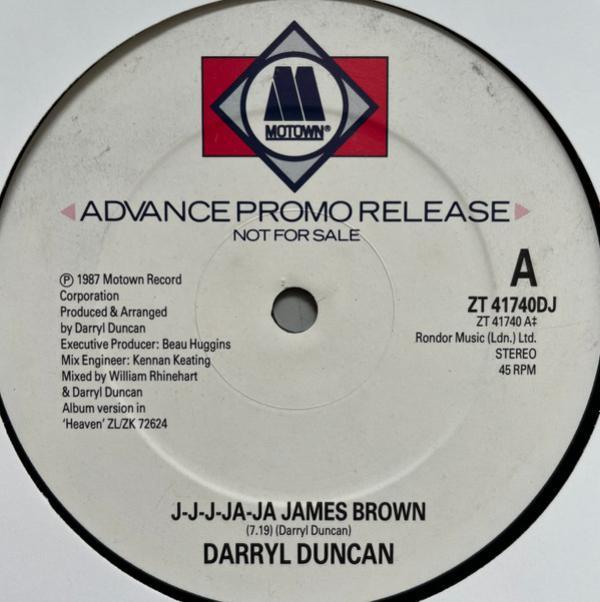 M
MOTOWN®
ADVANCE PROMO RELEASE
NOT FOR SALE
A
ZT 41740DJ
ZT 41740 A‡
Rondor Music (Ldn.) Ltd.
STEREO
45 RPM
℗ 1987 Motown Record
Corporation
Produced & Arranged
by Darryl Duncan
Executive Producer: Beau Huggins
Mix Engineer: Kennan Keating
Mixed by William Rhinehart
& Darryl Duncan
Album version in
'Heaven' ZL/ZK 72624
J-J-J-JA-JA JAMES BROWN
(7.19) (Darryl Duncan)
DARRYL DUNCAN